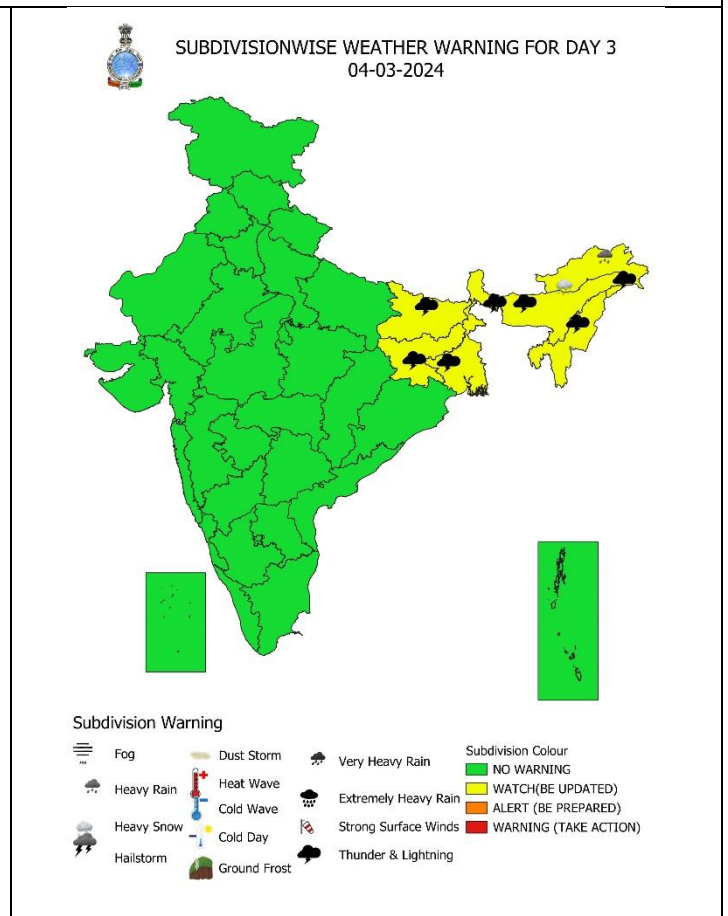 SUBDIVISIONWISE WEATHER WARNING FOR DAY 3
04-03-2024
Subdivision Warning
Fog
Heavy Rain
Heavy Snow
Hailstorm
Dust Storm
Heat Wave
Cold Wave
Cold Day
Ground Frost
Very Heavy Rain
Extremely Heavy Rain
Strong Surface Winds
Thunder & Lightning
Subdivision Colour
NO WARNING
WATCH(BE UPDATED)
ALERT (BE PREPARED)
WARNING (TAKE ACTION)